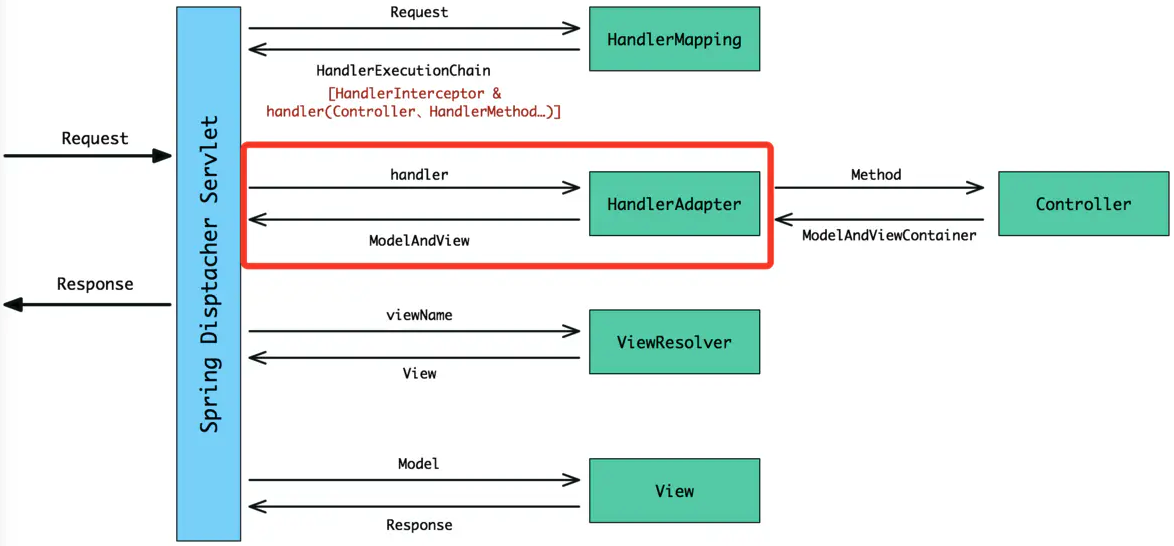 Request
HandlerMapping
HandlerExecutionChain
[HandlerInterceptor &
handler(Controller、HandlerMethod…)]
Request
Spring Disptacher Servlet
handler
HandlerAdapter
ModelAndView
Method
Controller
ModelAndViewContainer
Response
viewName
ViewResolver
View
Model
View
Response